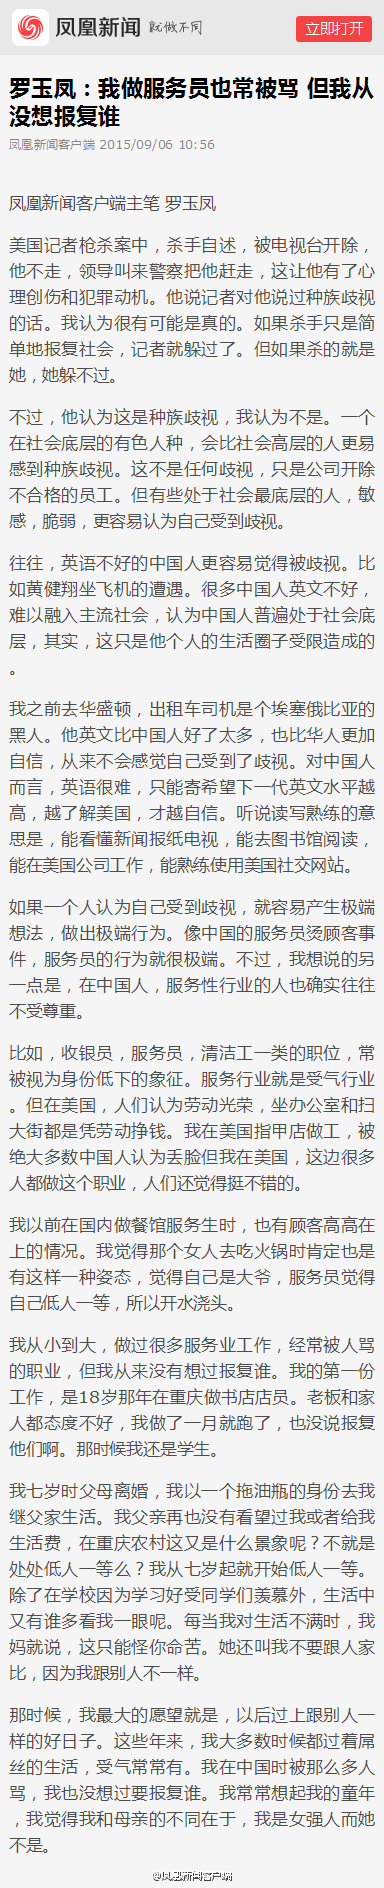 凤凰新闻 就做不同 立即打开
罗玉凤：我做服务员也常被骂 但我从
没想报复谁
凤凰新闻客户端 2015/09/06 10:56
凤凰新闻客户端主笔 罗玉凤
美国记者枪杀案中，杀手自述，被电视台开除，
他不走，领导叫来警察把他赶走，这让他有了心
理创伤和犯罪动机。他说记者对他说过种族歧视
的话。我认为很有可能是真的。如果杀手只是简
单地报复社会，记者就躲过了。但如果杀的就是
她，她躲不过。
不过，他认为这是种族歧视，我认为不是。一个
在社会底层的有色人种，会比社会高层的人更易
感到种族歧视。这不是任何歧视，只是公司开除
不合格的员工。但有些处于社会最底层的人，敏
感，脆弱，更容易认为自己受到歧视。
往往，英语不好的中国人更容易觉得被歧视。比
如黄健翔坐飞机的遭遇。很多中国人英文不好，
难以融入主流社会，认为中国人普遍处于社会底
层，其实，这只是他个人的生活圈子受限造成的
。
我之前去华盛顿，出租车司机是个埃塞俄比亚的
黑人。他英文比中国人好了太多，也比华人更加
自信，从来不会感觉自己受到了歧视。对中国人
而言，英语很难，只能寄希望下一代英文水平越
高，越了解美国，才越自信。听说读写熟练的意
思是，能看懂新闻报纸电视，能去图书馆阅读，
能在美国公司工作，能熟练使用美国社交网站。
如果一个人认为自己受到歧视，就容易产生极端
想法，做出极端行为。像中国的服务员烫顾客事
件，服务员的行为就很极端。不过，我想说的另
一点是，在中国人，服务性行业的人也确实往往
不受尊重。
比如，收银员，服务员，清洁工一类的职位，常
被视为身份低下的象征。服务行业就是受气行业
。但在美国，人们认为劳动光荣，坐办公室和扫
大街都是凭劳动挣钱。我在美国指甲店做工，被
绝大多数中国人认为丢脸但我在美国，这边很多
人都做这个职业，人们还觉得挺不错的。
我以前在国内做餐馆服务生时，也有顾客高高在
上的情况。我觉得那个女人去吃火锅时肯定也是
有这样一种姿态，觉得自己是大爷，服务员觉得
自己低人一等，所以开水浇头。
我从小到大，做过很多服务业工作，经常被人骂
的职业，但我从来没有想过报复谁。我的第一份
工作，是18岁那年在重庆做书店店员。老板和家
人都态度不好，我做了一月就跑了，也没说报复
他们啊。那时候我还是学生。
我七岁时父母离婚，我以一个拖油瓶的身份去我
继父家生活。我父亲再也没有看望过我或者给我
生活费，在重庆农村这又是什么景象呢？不就是
处处低人一等么？我从七岁起就开始低人一等。
除了在学校因为学习好受同学们羡慕外，生活中
又有谁多看我一眼呢。每当我对生活不满时，我
妈就说，这只能怪你命苦。她还叫我不要跟人家
比，因为我跟别人不一样。
那时候，我最大的愿望就是，以后过上跟别人一
样的好日子。这些年来，我大多数时候都过着屌
丝的生活，受气常常有。我在中国时被那么多人
骂，我也没想过要报复谁。我常常想起我的童年
，我觉得我和母亲的不同在于，我是女强人而她
不是。
@凤凰新闻客户端